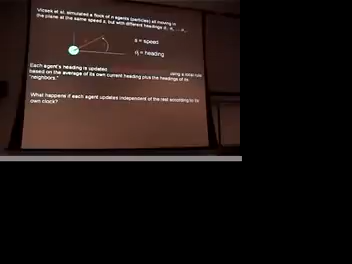 Vicsek et al. simulated a flock of n agents (particles) all moving in
the plane at the same speed s, but with different headings
s = speed
= heading
Each agent's heading is updated using a local rule
based on the average of its own current heading plus the headings of its
"neighbors."
What happens if each agent updates independent of the rest according to its
own clock?